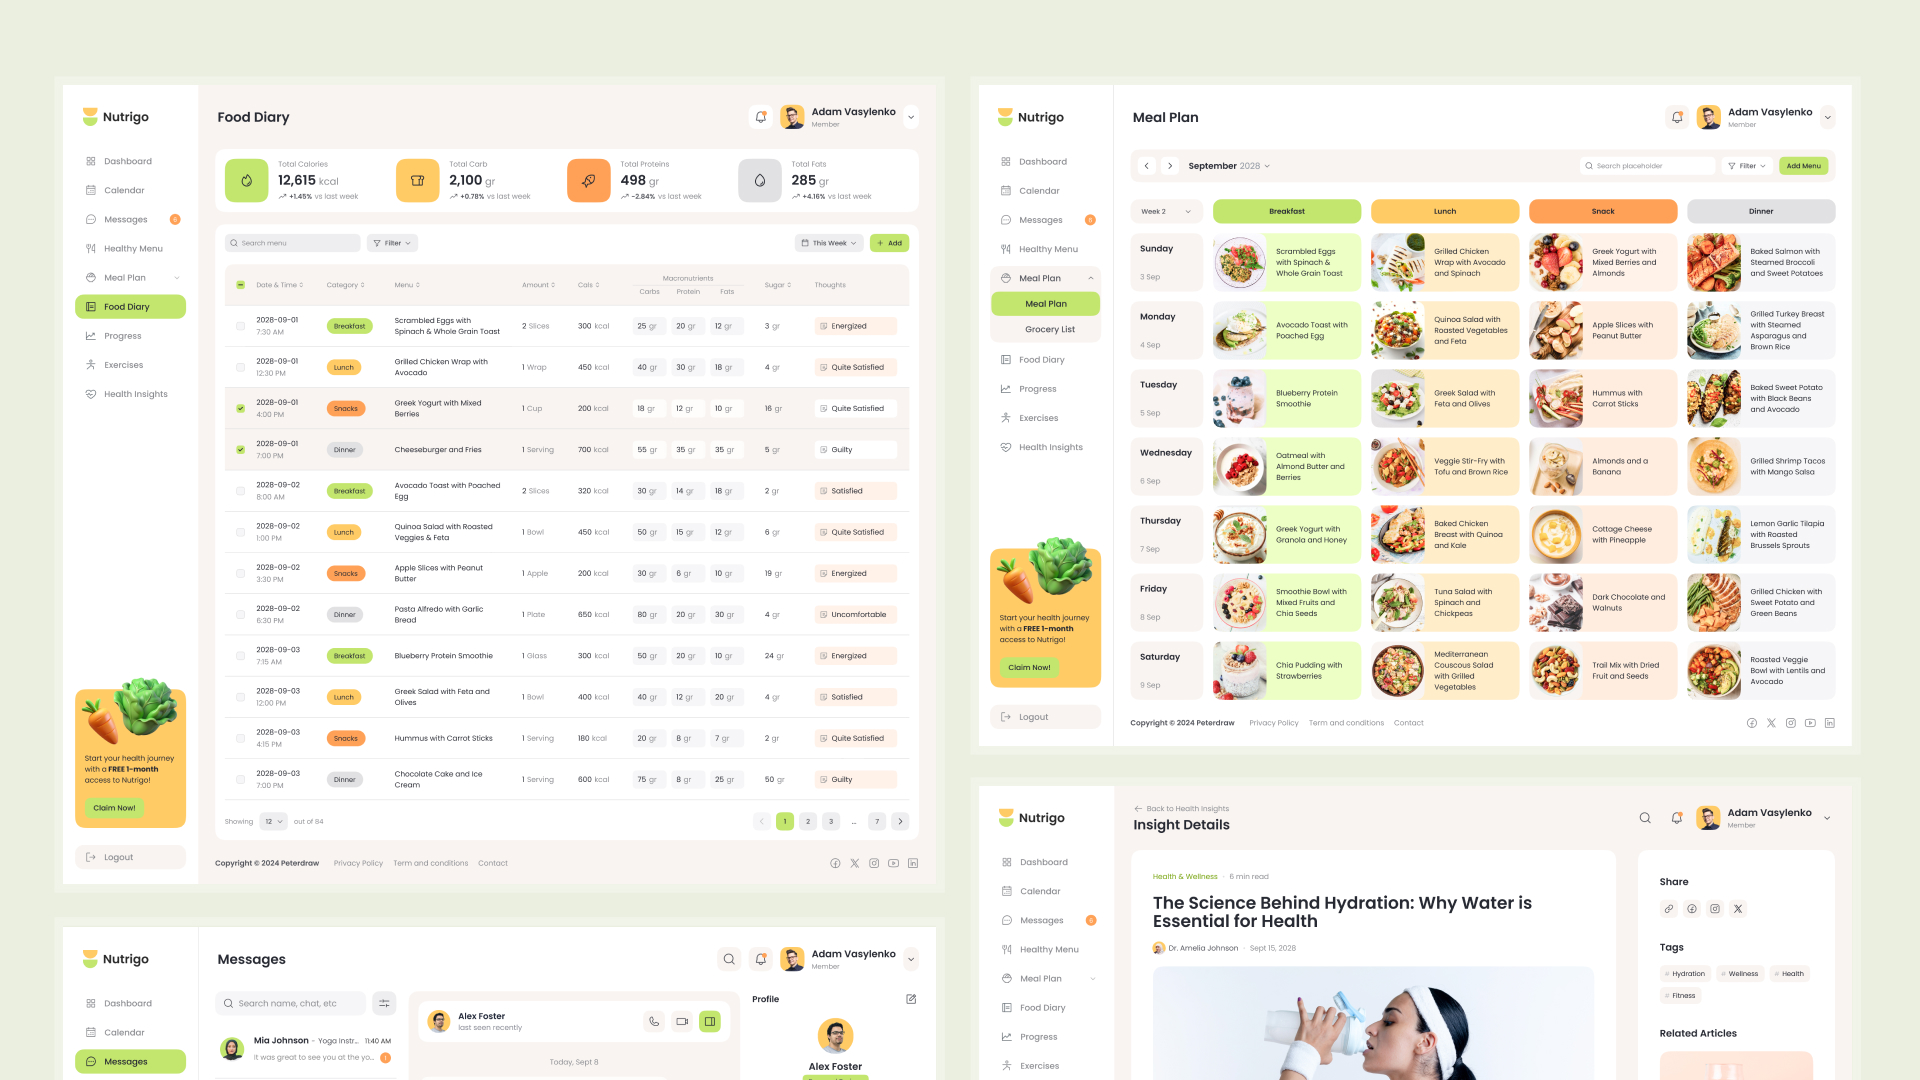 Nutrigo
Dashboard
Calendar
Messages
Healthy Menu
Meal Plan
Food Diary
Progress
Exercises
Health Insights
Start your health journey
with a FREE 1-month
access to Nutrigo!
Claim Now!
Logout
Food Diary
Adam Vasylenko
Member
Total Calories
12,615 kcal
+1.45% vs last week
Total Carb
2,100 gr
+0.78% vs last week
Total Proteins
498 gr
-2.84% vs last week
Total Fats
285 gr
+4.16% vs last week
Search menu
Filter
This Week
+ Add
Date & Time
Category
Menu
Amount
Cals
Macronutrients
Carbs Protein Fats
Sugar
Thoughts
2028-09-01
7:30 AM
Breakfast
Scrambled Eggs with
Spinach & Whole Grain Toast
2 Slices 300 kcal 25 gr 20 gr 12 gr 3 gr Energized
2028-09-01
12:30 PM
Lunch
Grilled Chicken Wrap with
Avocado
1 Wrap 450 kcal 40 gr 30 gr 18 gr 4 gr Quite Satisfied
2028-09-01
4:00 PM
Snacks
Greek Yogurt with Mixed
Berries
1 Cup 200 kcal 18 gr 12 gr 10 gr 16 gr Quite Satisfied
2028-09-01
7:00 PM
Dinner
Cheeseburger and Fries
1 Serving 700 kcal 55 gr 35 gr 35 gr 5 gr Guilty
2028-09-02
8:00 AM
Breakfast
Avocado Toast with Poached
Egg
2 Slices 320 kcal 30 gr 14 gr 18 gr 2 gr Satisfied
2028-09-02
1:00 PM
Lunch
Quinoa Salad with Roasted
Veggies & Feta
1 Bowl 450 kcal 50 gr 15 gr 12 gr 6 gr Quite Satisfied
2028-09-02
3:30 PM
Snacks
Apple Slices with Peanut
Butter
1 Apple 200 kcal 30 gr 6 gr 10 gr 19 gr Energized
2028-09-02
6:30 PM
Dinner
Pasta Alfredo with Garlic
Bread
1 Plate 650 kcal 80 gr 20 gr 30 gr 4 gr Uncomfortable
2028-09-03
7:15 AM
Breakfast
Blueberry Protein Smoothie
1 Glass 300 kcal 50 gr 20 gr 10 gr 24 gr Energized
2028-09-03
12:00 PM
Lunch
Greek Salad with Feta and
Olives
1 Bowl 400 kcal 40 gr 12 gr 20 gr 4 gr Satisfied
2028-09-03
4:15 PM
Snacks
Hummus with Carrot Sticks
1 Serving 180 kcal 20 gr 8 gr 7 gr 2 gr Quite Satisfied
2028-09-03
7:00 PM
Dinner
Chocolate Cake and Ice
Cream
1 Serving 600 kcal 75 gr 8 gr 25 gr 50 gr Guilty
Showing 12 out of 84
1 2 3 ... 7
Copyright © 2024 Peterdraw Privacy Policy Term and conditions Contact
Nutrigo
Dashboard
Calendar
Messages
Healthy Menu
Meal Plan
Meal Plan
Grocery List
Food Diary
Progress
Exercises
Health Insights
Start your health journey
with a FREE 1-month
access to Nutrigo!
Claim Now!
Logout
Meal Plan
Adam Vasylenko
Member
September 2028
Search placeholder
Filter
Add Menu
Week 2
Breakfast Lunch Snack Dinner
Sunday
3 Sep
Scrambled Eggs
with Spinach &
Whole Grain Toast
Grilled Chicken
Wrap with Avocado
and Spinach
Greek Yogurt with
Mixed Berries and
Almonds
Baked Salmon with
Steamed Broccoli
and Sweet Potatoes
Monday
4 Sep
Avocado Toast with
Poached Egg
Quinoa Salad with
Roasted Vegetables
and Feta
Apple Slices with
Peanut Butter
Grilled Turkey Breast
with Steamed
Asparagus and
Brown Rice
Tuesday
5 Sep
Blueberry Protein
Smoothie
Greek Salad with
Feta and Olives
Hummus with
Carrot Sticks
Baked Sweet Potato
with Black Beans
and Avocado
Wednesday
6 Sep
Oatmeal with
Almond Butter and
Berries
Veggie Stir-Fry with
Tofu and Brown Rice
Almonds and a
Banana
Grilled Shrimp Tacos
with Mango Salsa
Thursday
7 Sep
Greek Yogurt with
Granola and Honey
Baked Chicken
Breast with Quinoa
and Kale
Cottage Cheese
with Pineapple
Lemon Garlic Tilapia
with Roasted
Brussels Sprouts
Friday
8 Sep
Smoothie Bowl with
Mixed Fruits and
Chia Seeds
Tuna Salad with
Spinach and
Chickpeas
Dark Chocolate and
Walnuts
Grilled Chicken with
Sweet Potato and
Green Beans
Saturday
9 Sep
Chia Pudding with
Strawberries
Mediterranean
Couscous Salad
with Grilled
Vegetables
Trail Mix with Dried
Fruit and Seeds
Roasted Veggie
Bowl with Lentils and
Avocado
Copyright © 2024 Peterdraw Privacy Policy Term and conditions Contact
Nutrigo
Dashboard
Calendar
Messages
Messages
Adam Vasylenko
Member
Search name, chat, etc
Mia Johnson · Yoga Instr... 11:40 AM
It was great to see you at the yo...
Alex Foster
last seen recently
Today, Sept 8
Profile
Alex Foster
Nutrigo
Dashboard
Calendar
Messages
Healthy Menu
Meal Plan
Food Diary
Progress
Exercises
Back to Health Insights
Insight Details
Adam Vasylenko
Member
Health & Wellness · 6 min read
The Science Behind Hydration: Why Water is
Essential for Health
Dr. Amelia Johnson · Sept 15, 2028
Share
Tags
# Hydration # Wellness # Health
# Fitness
Related Articles